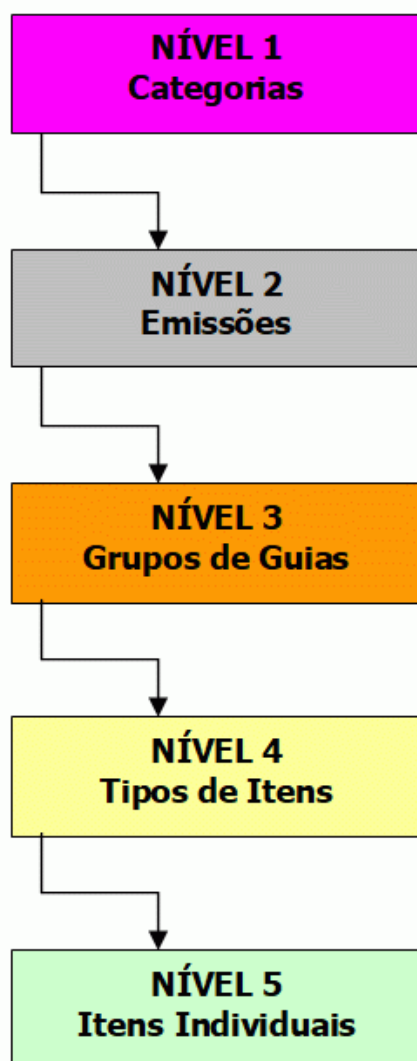 NÍVEL 1
Categorias
NÍVEL 2
Emissões
NÍVEL 3
Grupos de Guias
NÍVEL 4
Tipos de Itens
NÍVEL 5
Itens Individuais